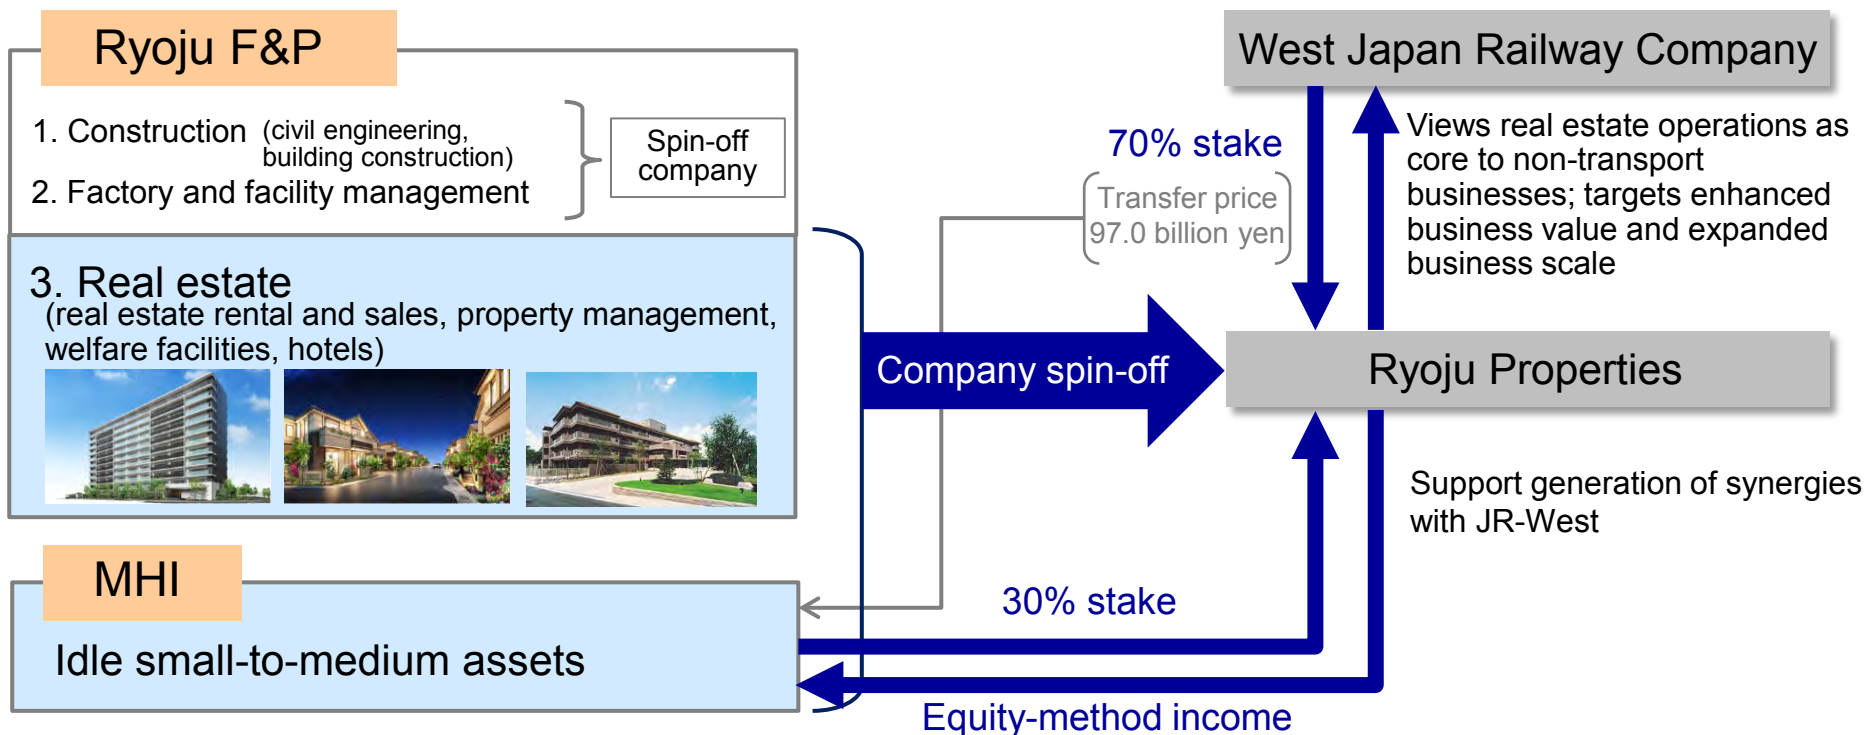 Ryoju F&P
1. Construction (civil engineering,
building construction)
2. Factory and facility management
Spin-off
company
3. Real estate
(real estate rental and sales, property management,
welfare facilities, hotels)
MHI
Idle small-to-medium assets
Company spin-off
West Japan Railway Company
70% stake
Transfer price
97.0 billion yen
Views real estate operations as
core to non-transport
businesses; targets enhanced
business value and expanded
business scale
Ryoju Properties
Support generation of synergies
with JR-West
30% stake
Equity-method income